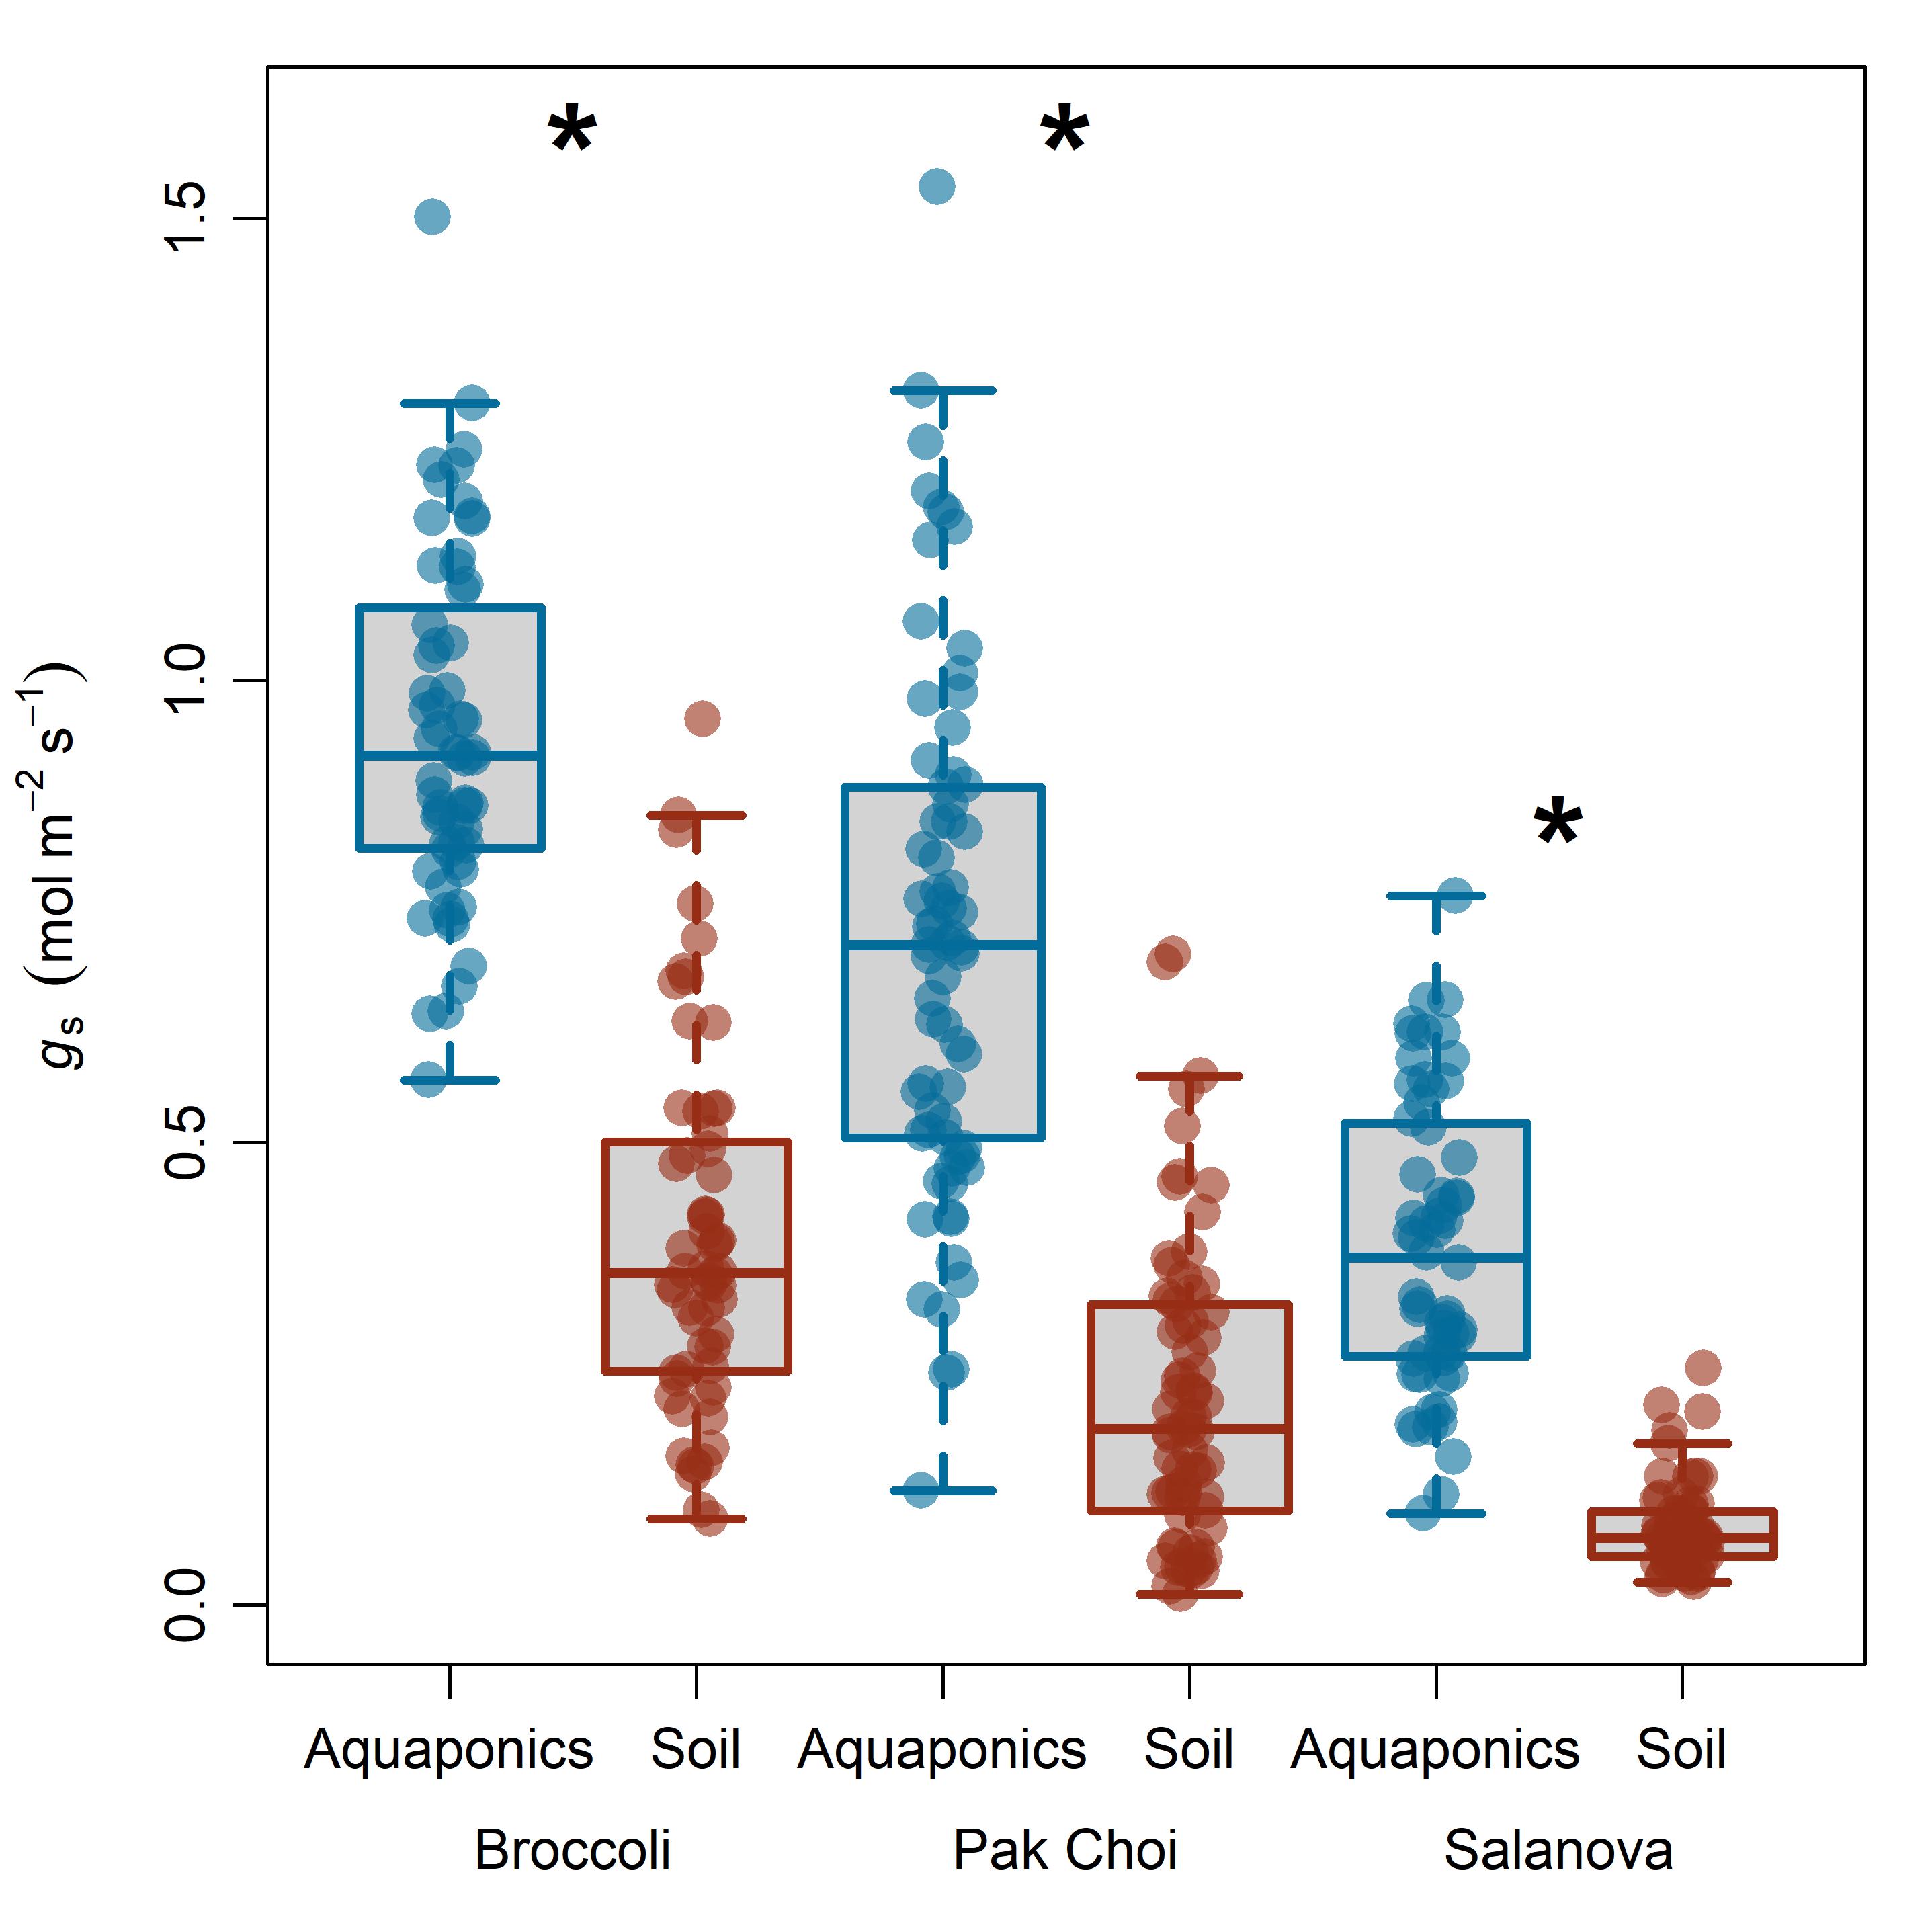 * *
1.5
*
1.0
0.5
0.0
gs (mol m−2 s−1)
Aquaponics Soil Aquaponics Soil Aquaponics Soil
Broccoli Pak Choi Salanova